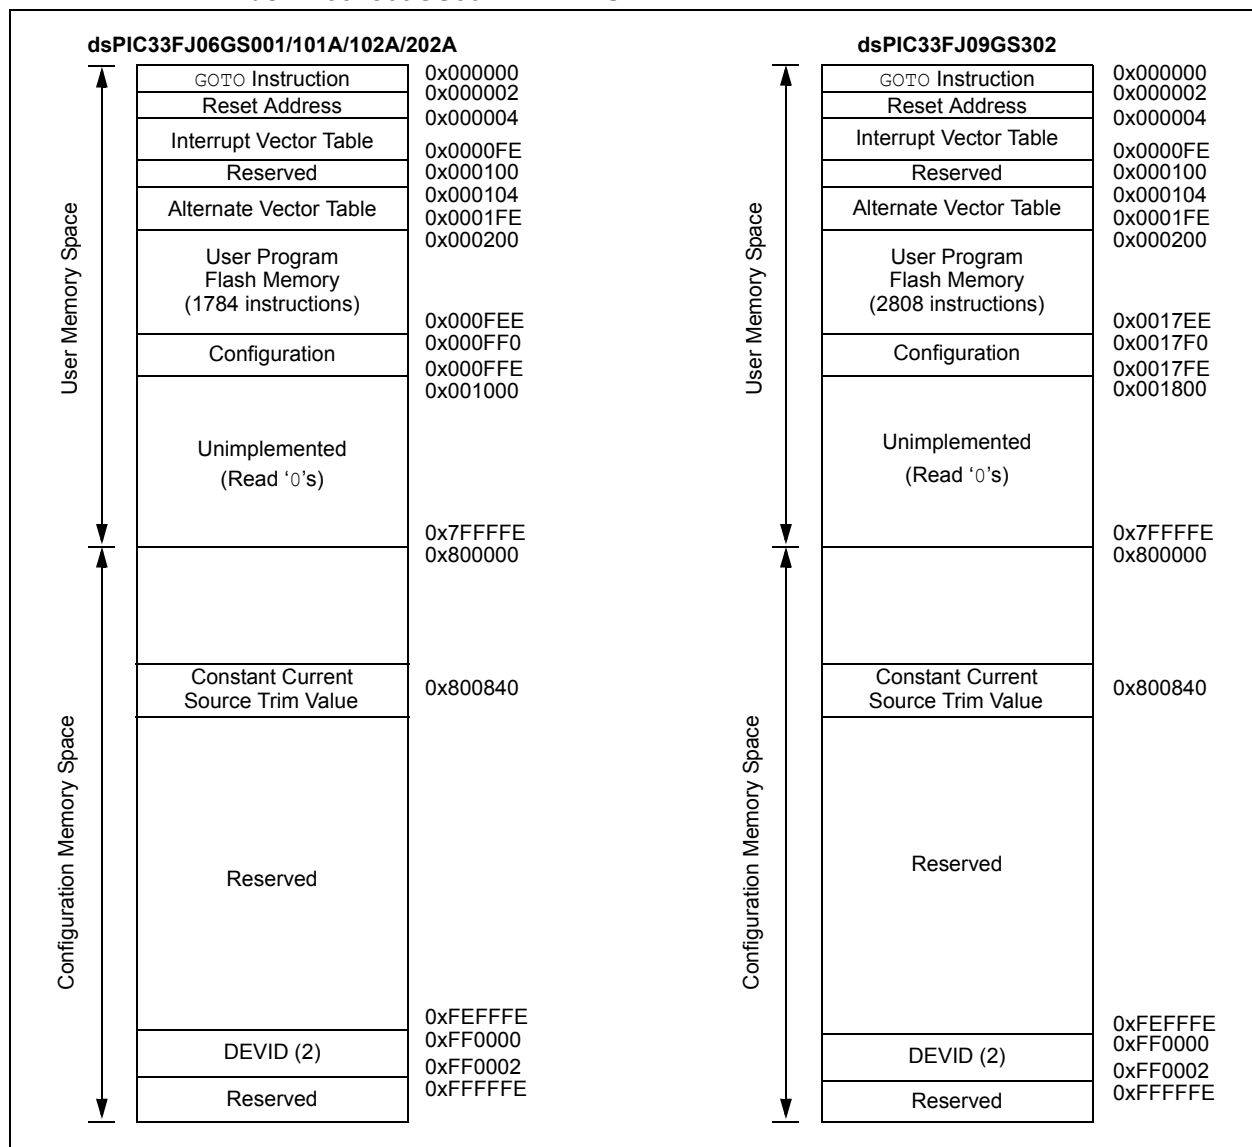 dsPIC33FJ06GS001/101A/102A/202A
GOTO Instruction
Reset Address
Interrupt Vector Table
Reserved
Alternate Vector Table
User Program
Flash Memory
(1784 instructions)
Configuration
Unimplemented
(Read ‘0’s)
Constant Current
Source Trim Value
Reserved
DEVID (2)
Reserved
0x000000
0x000002
0x000004
0x0000FE
0x000100
0x000104
0x0001FE
0x000200
0x000FEE
0x000FF0
0x000FFE
0x001000
0x7FFFFE
0x800000
0x800840
0xFEFFFE
0xFF0000
0xFF0002
0xFFFFFE
User Memory Space
Configuration Memory Space
dsPIC33FJ09GS302
GOTO Instruction
Reset Address
Interrupt Vector Table
Reserved
Alternate Vector Table
User Program
Flash Memory
(2808 instructions)
Configuration
Unimplemented
(Read ‘0’s)
Constant Current
Source Trim Value
Reserved
DEVID (2)
Reserved
0x000000
0x000002
0x000004
0x0000FE
0x000100
0x000104
0x0001FE
0x000200
0x0017EE
0x0017F0
0x0017FE
0x001800
0x7FFFFE
0x800000
0x800840
0xFEFFFE
0xFF0000
0xFF0002
0xFFFFFE
User Memory Space
Configuration Memory Space